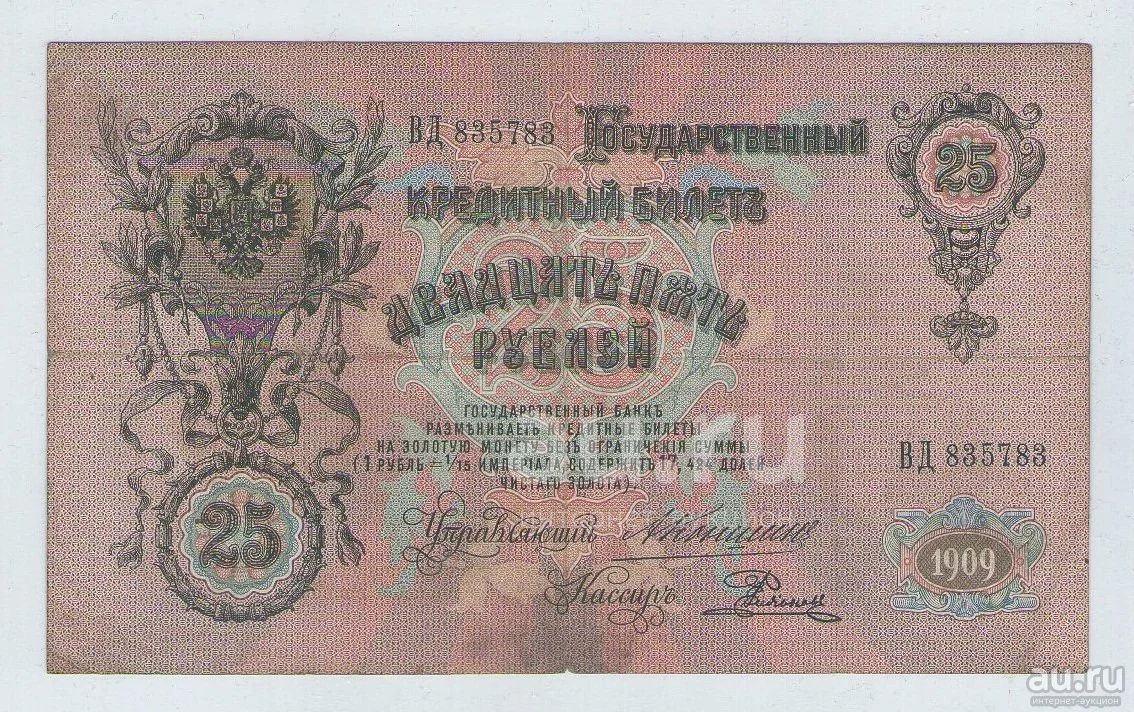 ВД 835783 Государственный
25
Кредитный Билетъ
Двадцать пять
рублей
Государственный банкъ
размѣниваетъ кредитные билеты
на золотую монету безъ ограниченія суммы
(1 рубль = 1/15 имперіала, содержитъ 17,424 долей
чистаго золота).
ВД 835783
Управляющій
25
1909
Кассиръ
au.ru
интернет-аукцион